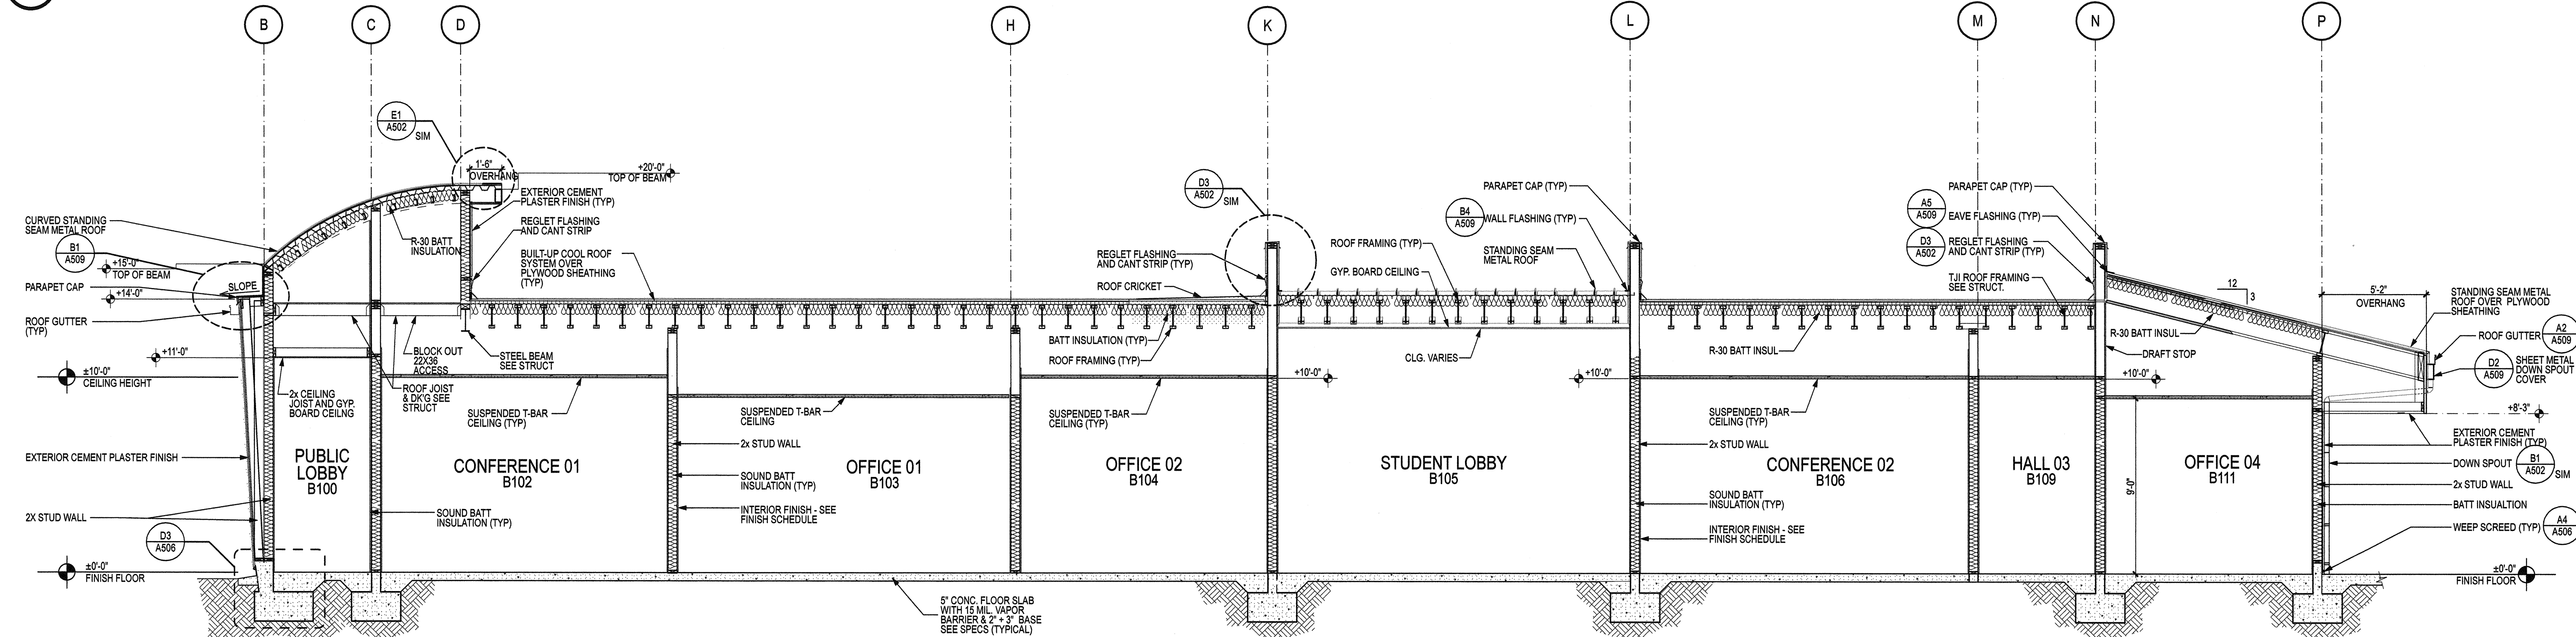 B
C
D
H
K
L
M
N
P
E1
A502
SIM
1'-6"
OVERHANG
+20'-0"
TOP OF BEAM
EXTERIOR CEMENT
PLASTER FINISH (TYP)
REGLET FLASHING
AND CANT STRIP
BUILT-UP COOL ROOF
SYSTEM OVER
PLYWOOD SHEATHING
(TYP)
R-30 BATT
INSULATION
CURVED STANDING
SEAM METAL ROOF
B1
A509
+15'-0"
TOP OF BEAM
PARAPET CAP
+14'-0"
SLOPE
ROOF GUTTER
(TYP)
+11'-0"
±10'-0"
CEILING HEIGHT
2x CEILING
JOIST AND GYP.
BOARD CEILNG
BLOCK OUT
22X36
ACCESS
ROOF JOIST
& DK'G SEE
STRUCT
STEEL BEAM
SEE STRUCT
SUSPENDED T-BAR
CEILING (TYP)
SUSPENDED T-BAR
CEILING
SUSPENDED T-BAR
CEILING (TYP)
D3
A502
SIM
REGLET FLASHING
AND CANT STRIP (TYP)
ROOF CRICKET
BATT INSULATION (TYP)
ROOF FRAMING (TYP)
+10'-0"
PARAPET CAP (TYP)
B4
A509
WALL FLASHING (TYP)
ROOF FRAMING (TYP)
GYP. BOARD CEILING
STANDING SEAM
METAL ROOF
CLG. VARIES
+10'-0"
PARAPET CAP (TYP)
A5
A509
EAVE FLASHING (TYP)
D3
A502
REGLET FLASHING
AND CANT STRIP (TYP)
TJI ROOF FRAMING
SEE STRUCT.
R-30 BATT INSUL
SUSPENDED T-BAR
CEILING (TYP)
12
3
5'-2"
OVERHANG
STANDING SEAM METAL
ROOF OVER PLYWOOD
SHEATHING
ROOF GUTTER
A2
A509
D2
A509
SHEET METAL
DOWN SPOUT
COVER
R-30 BATT INSUL
DRAFT STOP
+10'-0"
+8'-3"
EXTERIOR CEMENT
PLASTER FINISH (TYP)
DOWN SPOUT
B1
A502
SIM
2x STUD WALL
BATT INSUALTION
WEEP SCREED (TYP)
A4
A506
±0'-0"
FINISH FLOOR
9'-0"
EXTERIOR CEMENT PLASTER FINISH
2X STUD WALL
D3
A506
±0'-0"
FINISH FLOOR
PUBLIC
LOBBY
B100
CONFERENCE 01
B102
SOUND BATT
INSULATION (TYP)
2x STUD WALL
SOUND BATT
INSULATION (TYP)
INTERIOR FINISH - SEE
FINISH SCHEDULE
OFFICE 01
B103
OFFICE 02
B104
STUDENT LOBBY
B105
2x STUD WALL
SOUND BATT
INSULATION (TYP)
INTERIOR FINISH - SEE
FINISH SCHEDULE
CONFERENCE 02
B106
HALL 03
B109
OFFICE 04
B111
5" CONC. FLOOR SLAB
WITH 15 MIL. VAPOR
BARRIER & 2" + 3" BASE
SEE SPECS (TYPICAL)